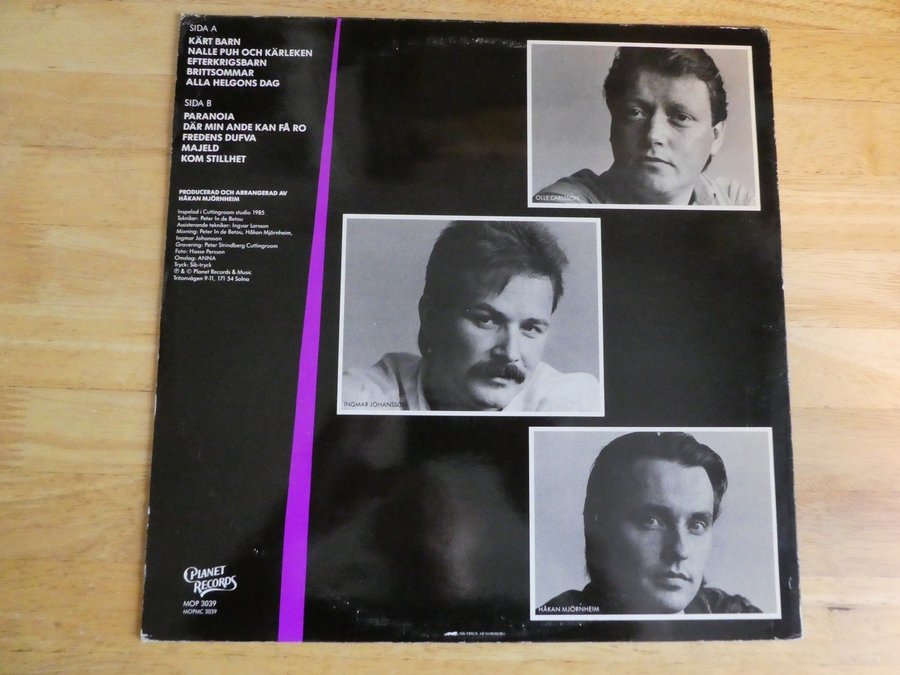 SIDA A
KÄRT BARN
NALLE PUH OCH KÄRLEKEN
EFTERKRIGSBARN
BRITTSOMMAR
ALLA HELGONS DAG
SIDA B
PARANOIA
DÄR MIN ANDE KAN FÅ RO
FREDENS DUFVA
MAJELD
KOM STILLHET
PRODUCERAD OCH ARRANGERAD AV
HÅKAN MJÖRNHEIM
Inspelad i Cuttingroom studio 1985
Tekniker: Peter In de Betou
Assisterande tekniker: Ingvar Larsson
Mixning: Peter In de Betou, Håkan Mjörnheim,
Ingmar Johansson
Gravering: Peter Strindberg Cuttingroom
Foto: Hasse Persson
Omslag: ANNA
Tryck: Sib-tryck
℗ & © Planet Records & Music
Tritonvägen 9-11, 171 54 Solna
OLLE CARLSSON
INGMAR JOHANSSON
HÅKAN MJÖRNHEIM
PLANET
RECORDS
MOP 3039
MOPMC 3039
SIB-TRYCK AB NORSBORG